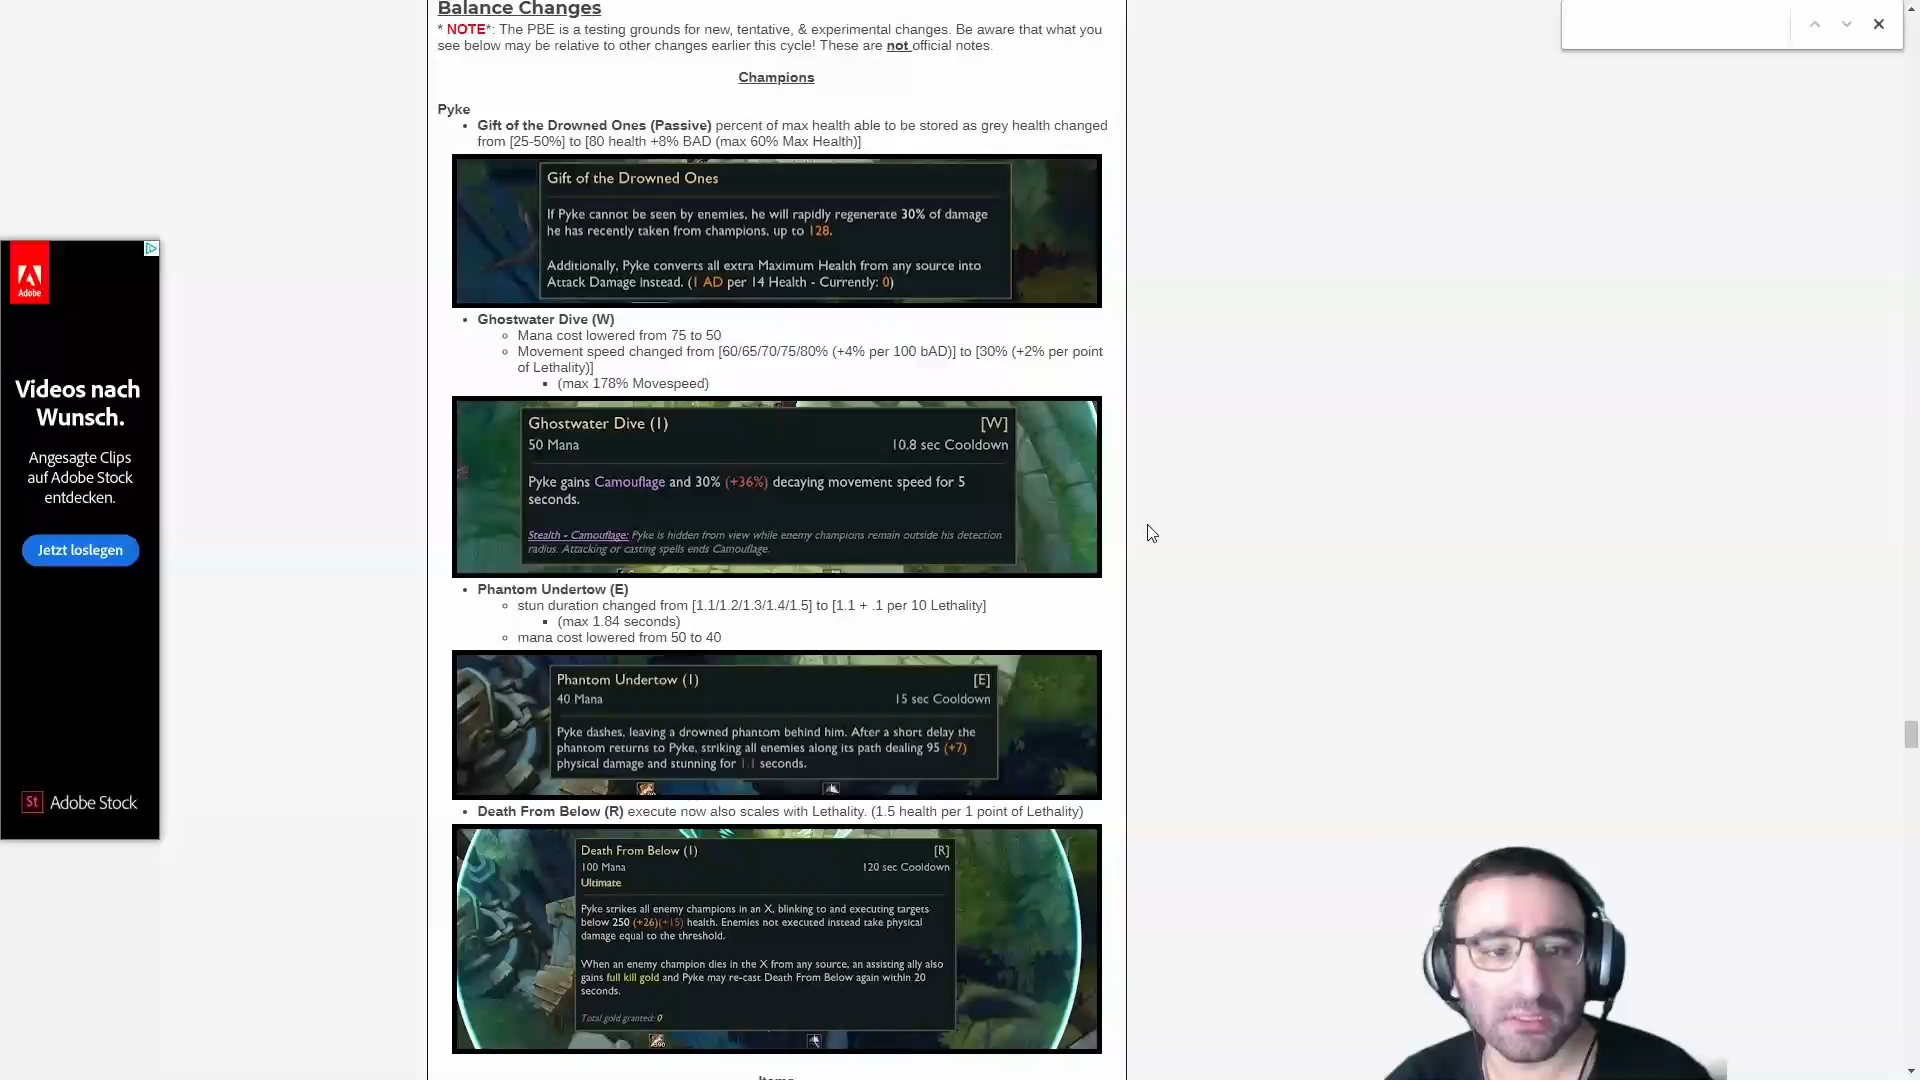 Balance Changes
* NOTE*: The PBE is a testing grounds for new, tentative, & experimental changes. Be aware that what you
see below may be relative to other changes earlier this cycle! These are not official notes.
Champions
Pyke
• Gift of the Drowned Ones (Passive) percent of max health able to be stored as grey health changed
from [25-50%] to [80 health +8% BAD (max 60% Max Health)]
Gift of the Drowned Ones
If Pyke cannot be seen by enemies, he will rapidly regenerate 30% of damage
he has recently taken from champions, up to 128.
Additionally, Pyke converts all extra Maximum Health from any source into
Attack Damage instead. (1 AD per 14 Health - Currently: 0)
• Ghostwater Dive (W)
Mana cost lowered from 75 to 50
Movement speed changed from [60/65/70/75/80% (+4% per 100 bAD)] to [30% (+2% per point
of Lethality)]
(max 178% Movespeed)
Ghostwater Dive (1) [W]
50 Mana 10.8 sec Cooldown
Pyke gains Camouflage and 30% (+36%) decaying movement speed for 5
seconds.
Stealth - Camouflage: Pyke is hidden from view while enemy champions remain outside his detection
radius. Attacking or casting spells ends Camouflage.
• Phantom Undertow (E)
stun duration changed from [1.1/1.2/1.3/1.4/1.5] to [1.1 + .1 per 10 Lethality]
(max 1.84 seconds)
mana cost lowered from 50 to 40
Phantom Undertow (1) [E]
40 Mana 15 sec Cooldown
Pyke dashes, leaving a drowned phantom behind him. After a short delay the
phantom returns to Pyke, striking all enemies along its path dealing 95 (+7)
physical damage and stunning for 1.1 seconds.
• Death From Below (R) execute now also scales with Lethality. (1.5 health per 1 point of Lethality)
Death From Below (1) [R]
100 Mana 120 sec Cooldown
Ultimate
Pyke strikes all enemy champions in an X, blinking to and executing targets
below 250 (+26)(+15) health. Enemies not executed instead take physical
damage equal to the threshold.
When an enemy champion dies in the X from any source, an assisting ally also
gains full kill gold and Pyke may re-cast Death From Below again within 20
seconds.
Total gold granted: 0
Items
Adobe
Videos nach
Wunsch.
Angesagte Clips
auf Adobe Stock
entdecken.
Jetzt loslegen
St Adobe Stock